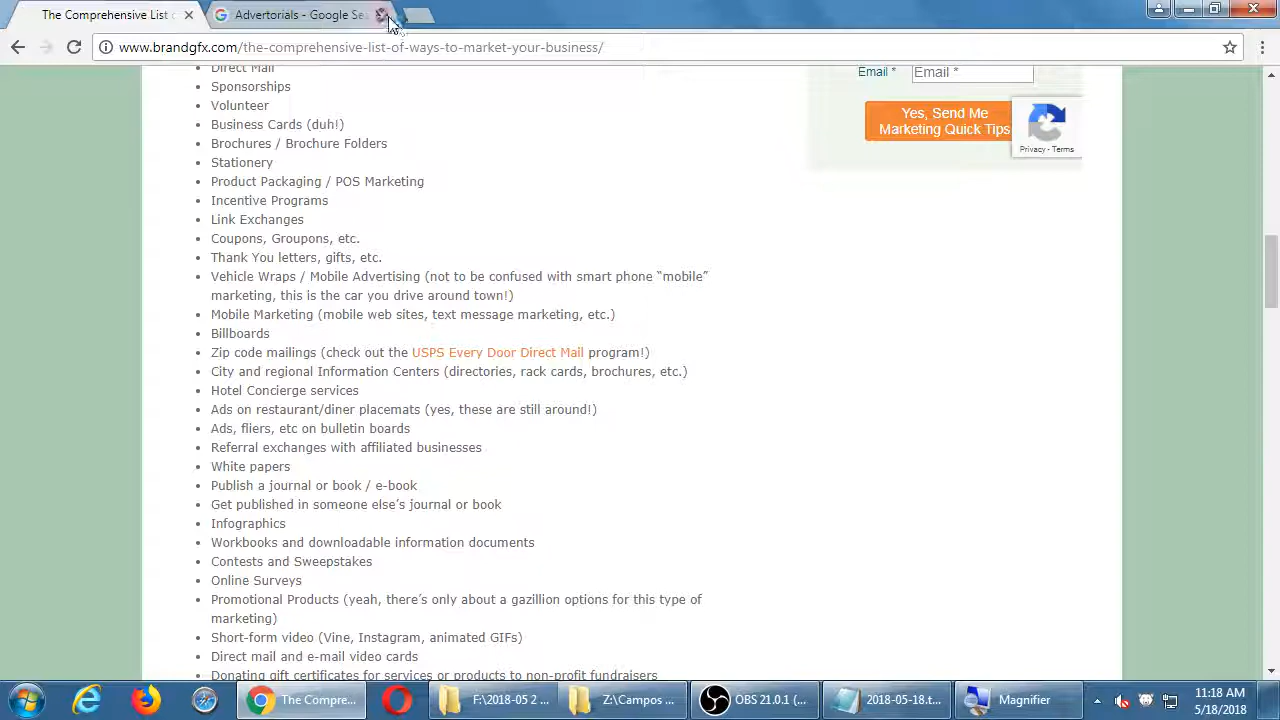 The Comprehensive List
Advertorials - Google Se
www.brandgfx.com/the-comprehensive-list-of-ways-to-market-your-business/
Direct Mail
Email *
Email *
Sponsorships
Volunteer
Yes, Send Me
Marketing Quick Tips
Business Cards (duh!)
Brochures / Brochure Folders
Privacy - Terms
Stationery
Product Packaging / POS Marketing
Incentive Programs
Link Exchanges
Coupons, Groupons, etc.
Thank You letters, gifts, etc.
Vehicle Wraps / Mobile Advertising (not to be confused with smart phone “mobile”
marketing, this is the car you drive around town!)
Mobile Marketing (mobile web sites, text message marketing, etc.)
Billboards
Zip code mailings (check out the USPS Every Door Direct Mail program!)
City and regional Information Centers (directories, rack cards, brochures, etc.)
Hotel Concierge services
Ads on restaurant/diner placemats (yes, these are still around!)
Ads, fliers, etc on bulletin boards
Referral exchanges with affiliated businesses
White papers
Publish a journal or book / e-book
Get published in someone else’s journal or book
Infographics
Workbooks and downloadable information documents
Contests and Sweepstakes
Online Surveys
Promotional Products (yeah, there’s only about a gazillion options for this type of
marketing)
Short-form video (Vine, Instagram, animated GIFs)
Direct mail and e-mail video cards
Donating gift certificates for services or products to non-profit fundraisers
The Compre...
F:\2018-05 2 ...
Z:\Campos ...
OBS 21.0.1 (...
2018-05-18.t...
Magnifier
11:18 AM
5/18/2018